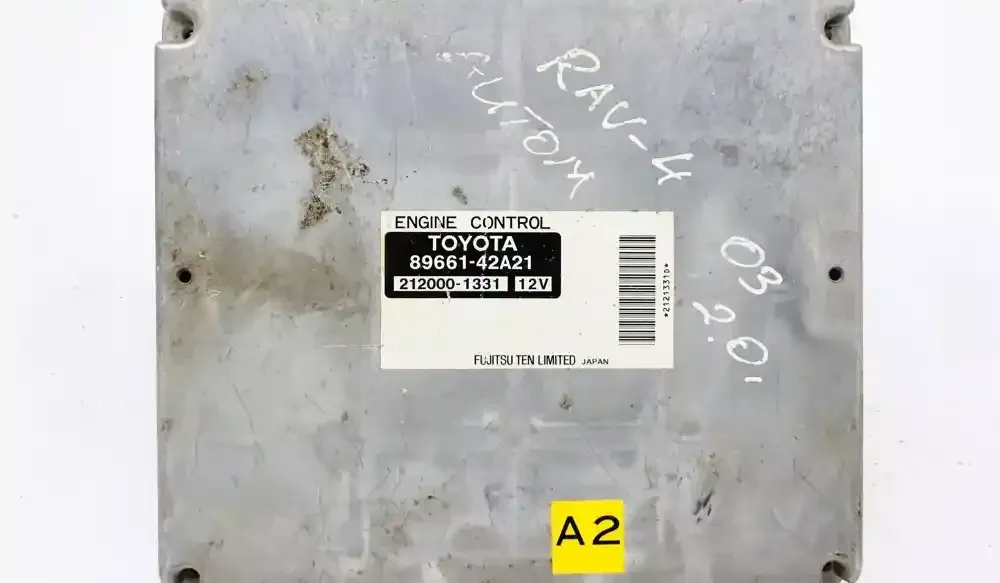 RAV-4
AUTOM
03
2.0'
ENGINE CONTROL
TOYOTA
89661-42A21
212000-1331 12V
*2121331D*
FUJITSU TEN LIMITED JAPAN
A2